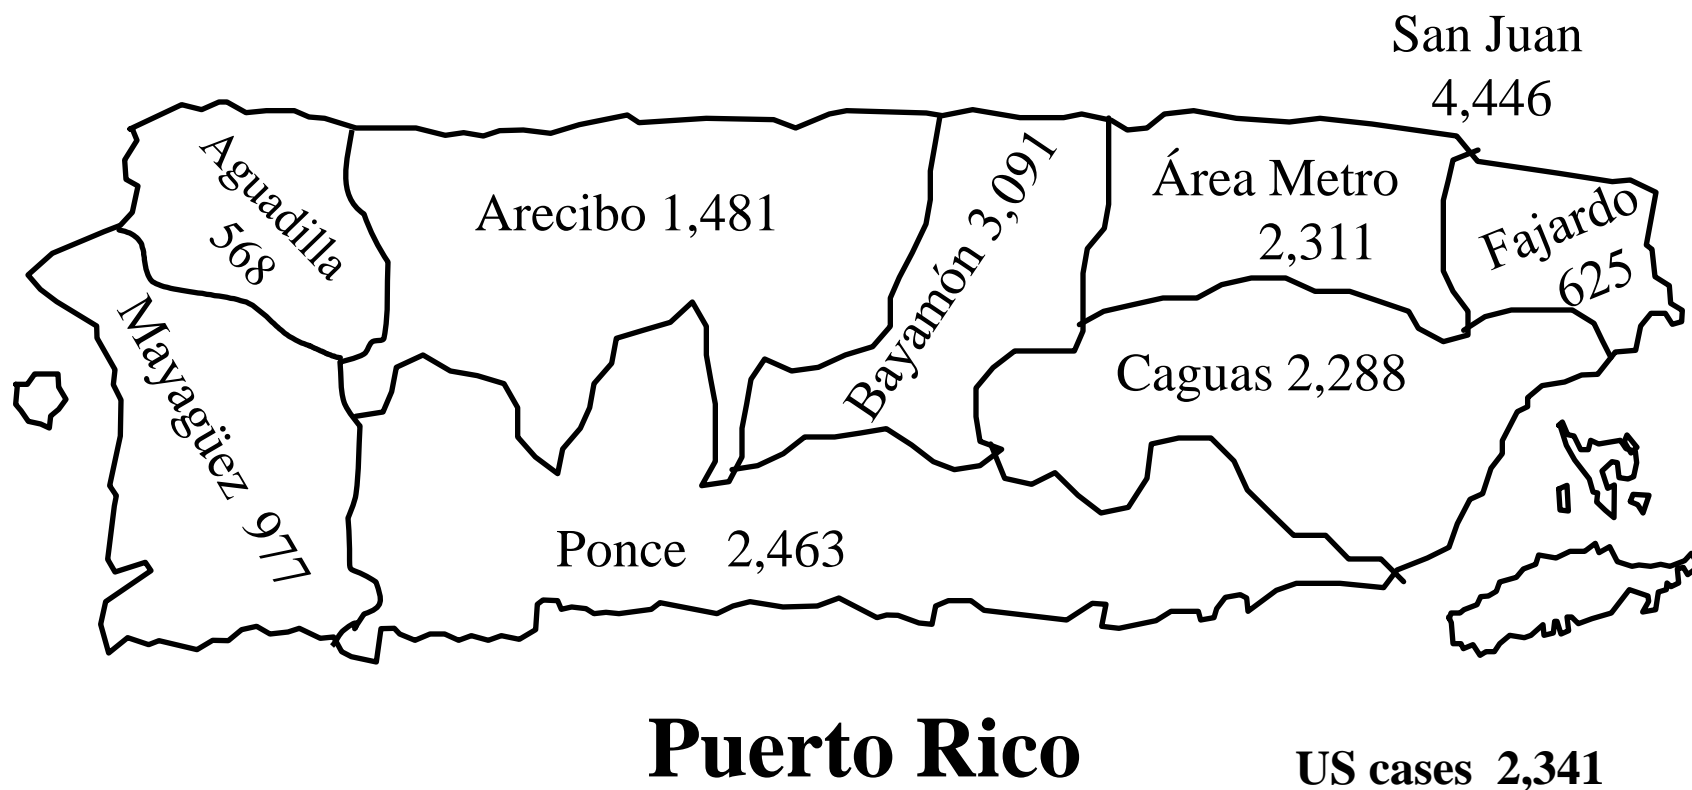 San Juan
4,446
Aguadilla
568
Arecibo 1,481
Bayamón 3,091
Área Metro
2,311
Fajardo
625
Mayagüez 977
Caguas 2,288
Ponce 2,463
Puerto Rico
US cases 2,341